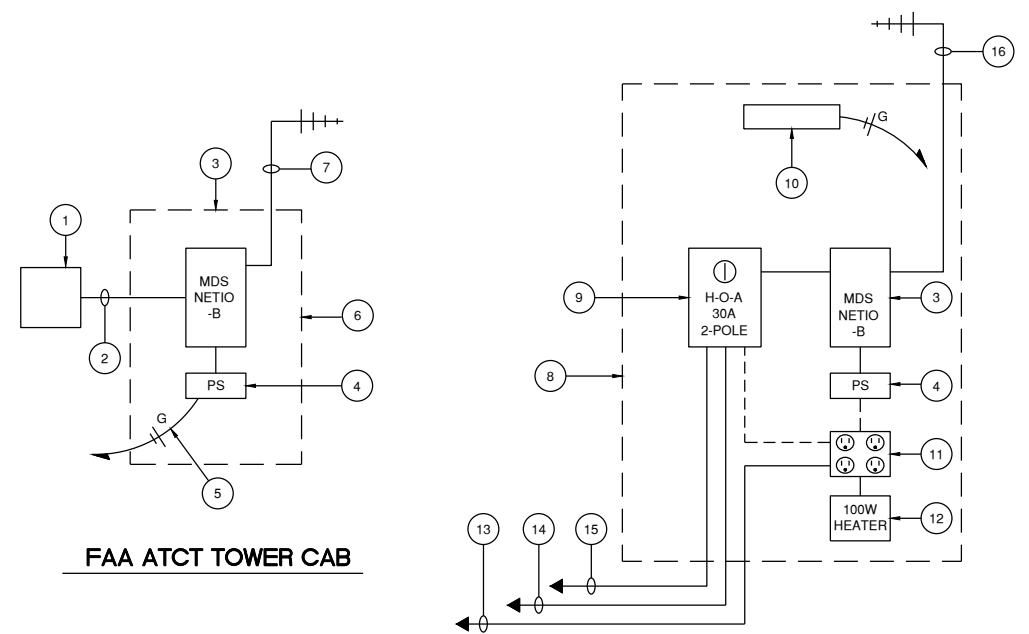 16
G
7
3
10
1
MDS
NETIO
-B
H-O-A
30A
2-POLE
MDS
NETIO
-B
9
3
6
2
8
PS
4
PS
4
G
11
5
100W
HEATER
12
13
14
15
FAA ATCT TOWER CAB